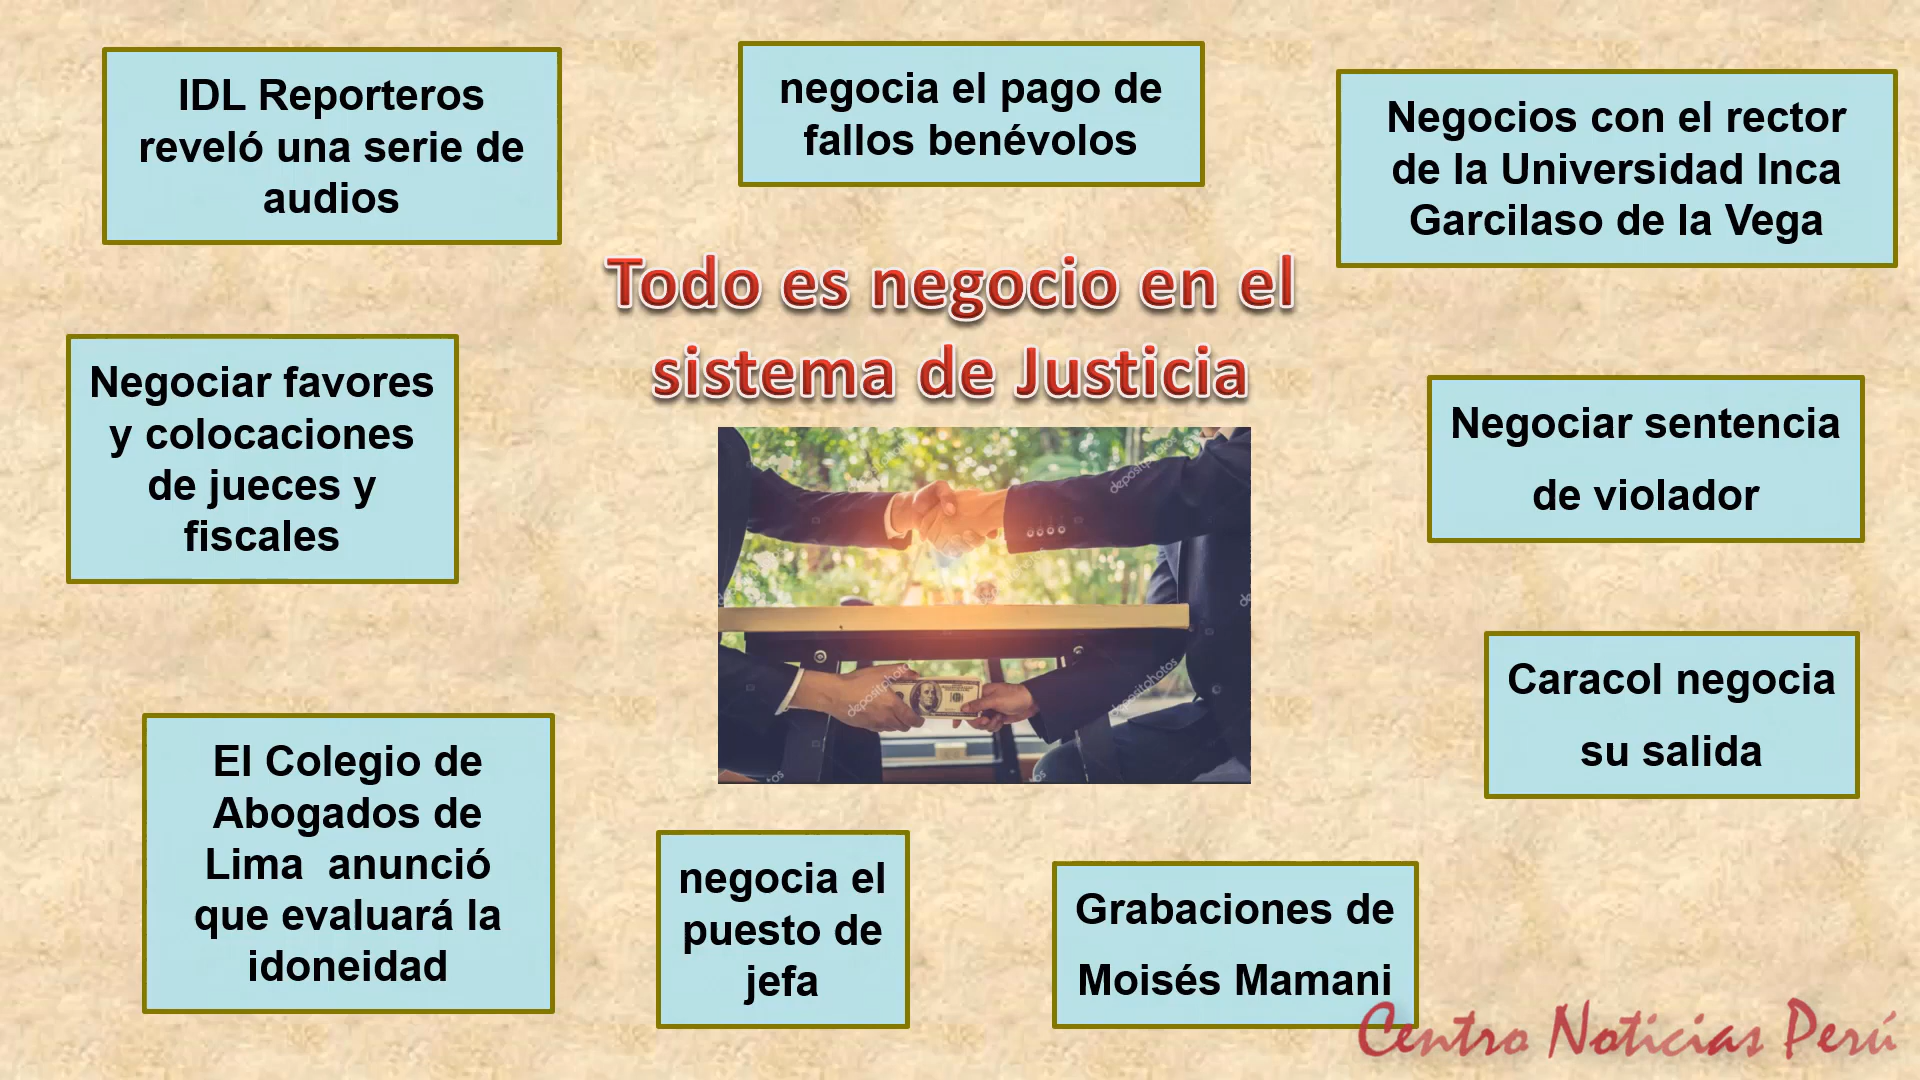 IDL Reporteros
reveló una serie de
audios
negocia el pago de
fallos benévolos
Negocios con el rector
de la Universidad Inca
Garcilaso de la Vega
Todo es negocio en el
sistema de Justicia
Negociar favores
y colocaciones
de jueces y
fiscales
Negociar sentencia
de violador
depositphotos
depositphotos
depositphotos
Caracol negocia
su salida
El Colegio de
Abogados de
Lima  anunció
que evaluará la
idoneidad
negocia el
puesto de
jefa
Grabaciones de
Moisés Mamani
Centro Noticias Perú